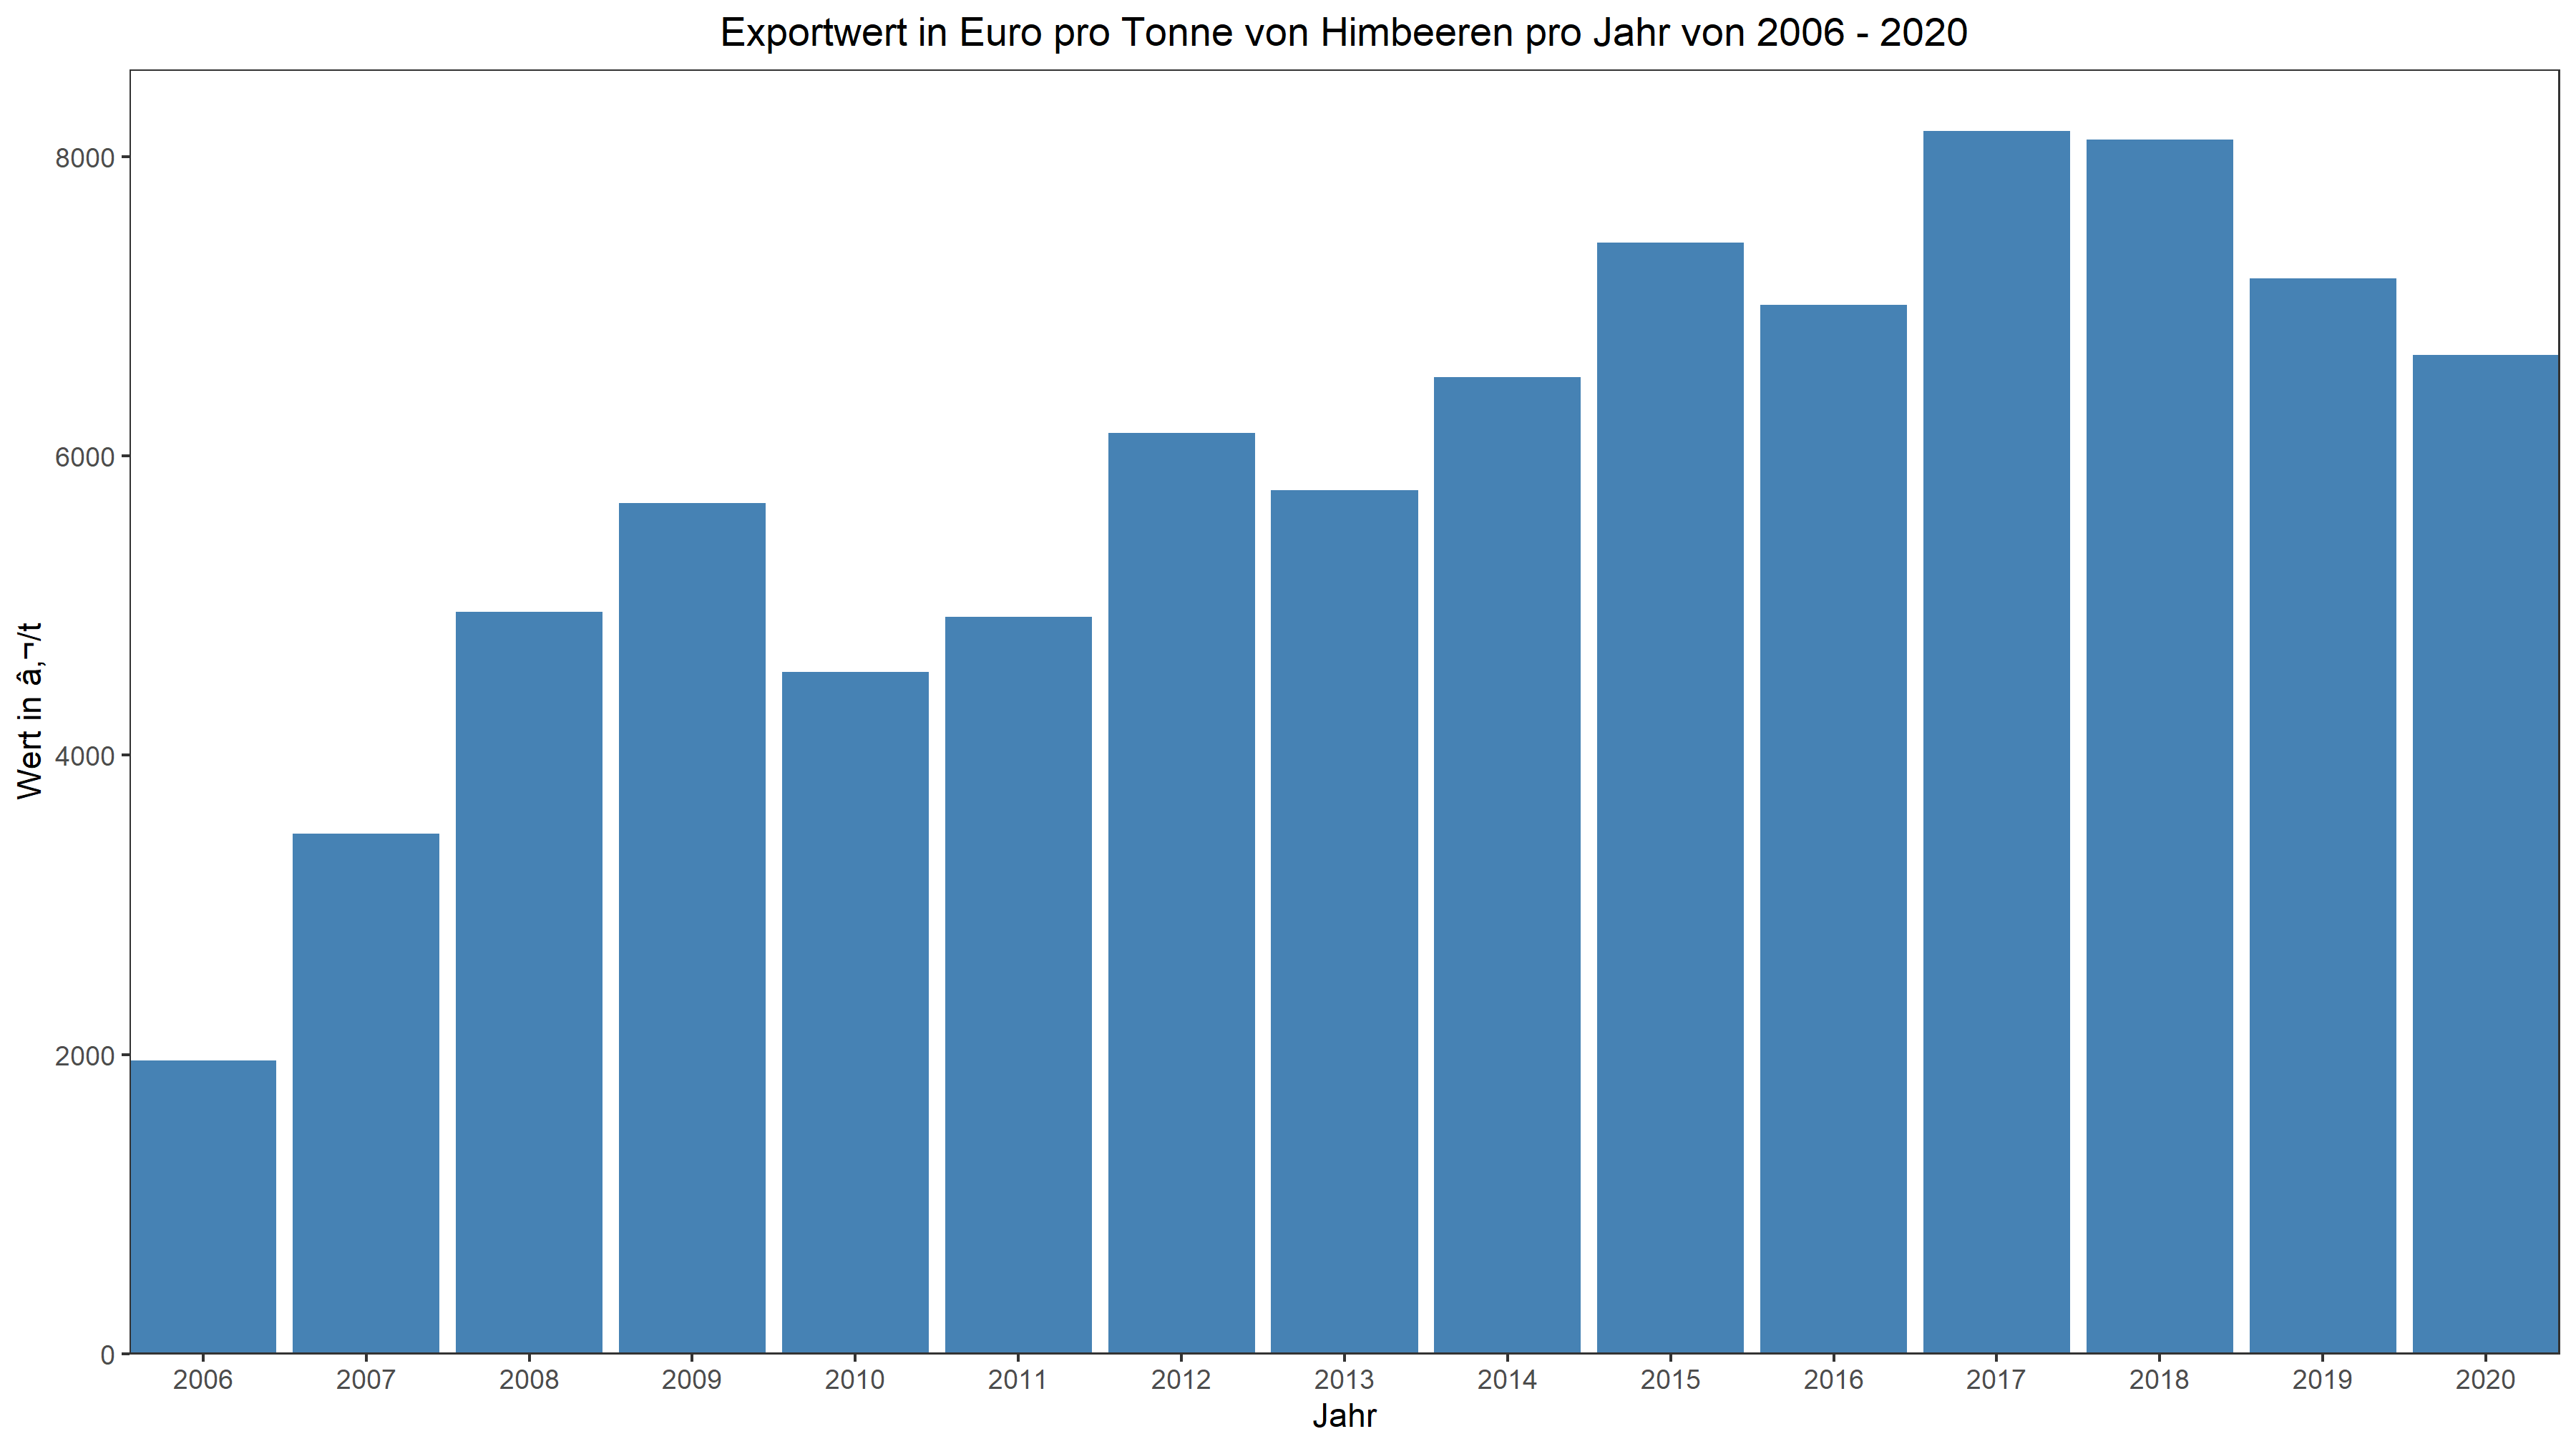 Exportwert in Euro pro Tonne von Himbeeren pro Jahr von 2006 - 2020
Wert in â‚¬/t
8000
6000
4000
2000
0
2006 2007 2008 2009 2010 2011 2012 2013 2014 2015 2016 2017 2018 2019 2020
Jahr